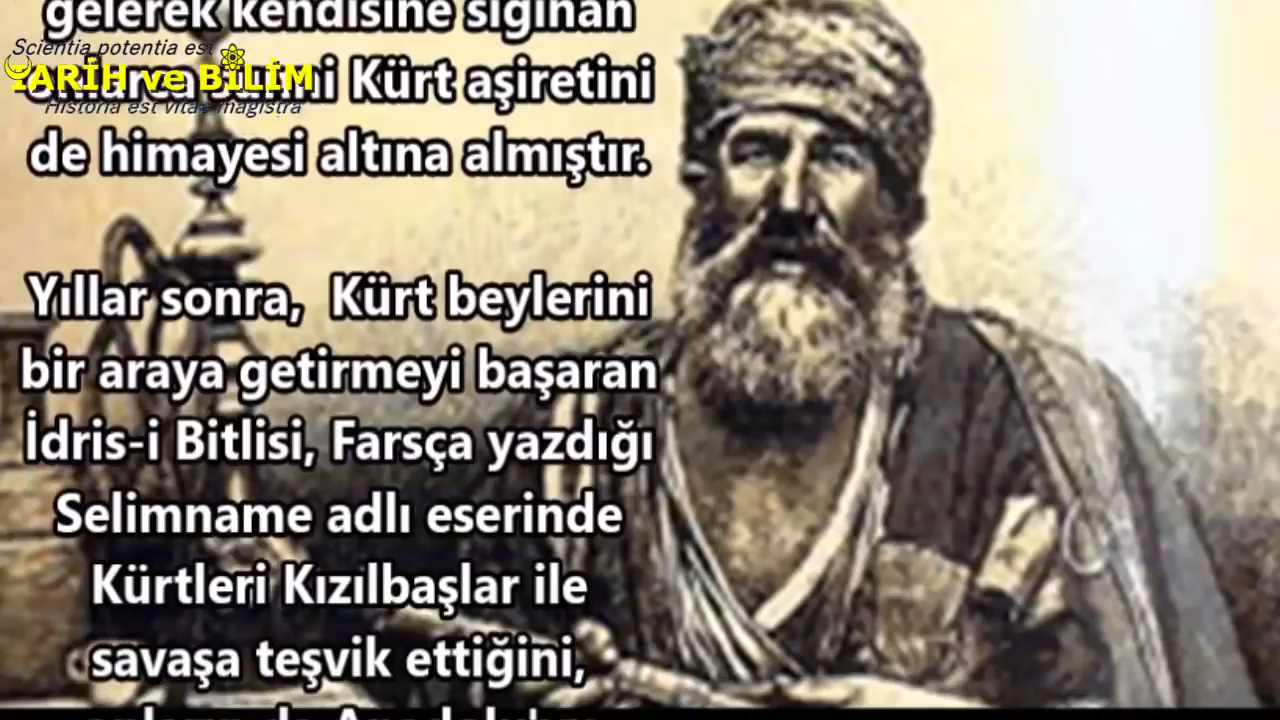 gelerek kendisine sığınan
Scientia potentia est
TARİH ve BİLİM
Kürt aşiretini
Historia est vitae magistra
de himayesi altına almıştır.
Yıllar sonra, Kürt beylerini
bir araya getirmeyi başaran
İdris-i Bitlisi, Farsça yazdığı
Selimname adlı eserinde
Kürtleri Kızılbaşlar ile
savaşa teşvik ettiğini,